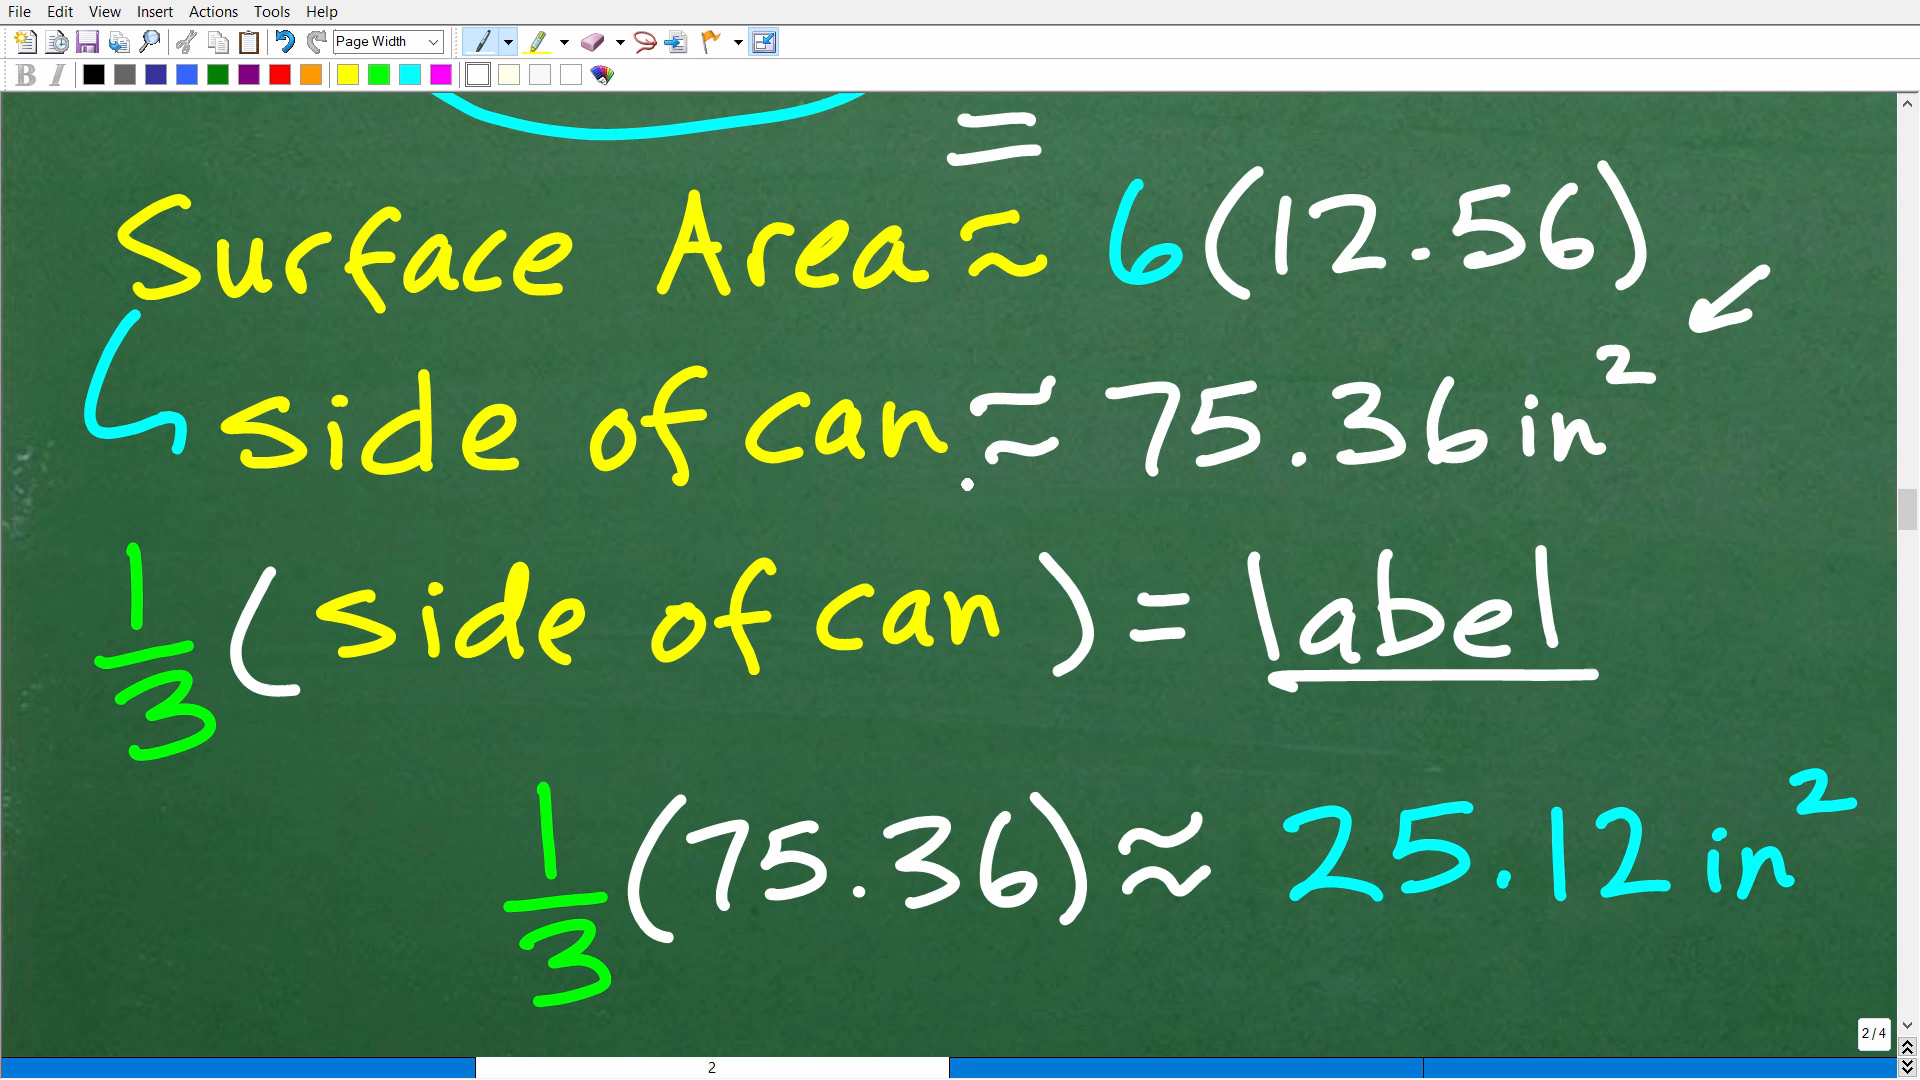 File Edit View Insert Actions Tools Help
Page Width
B I
=
Surface Area ≈ 6(12.56)
side of can ≈ 75.36 in²
1/3 (side of can) = label
1/3 (75.36) ≈ 25.12 in²
2 / 4
2